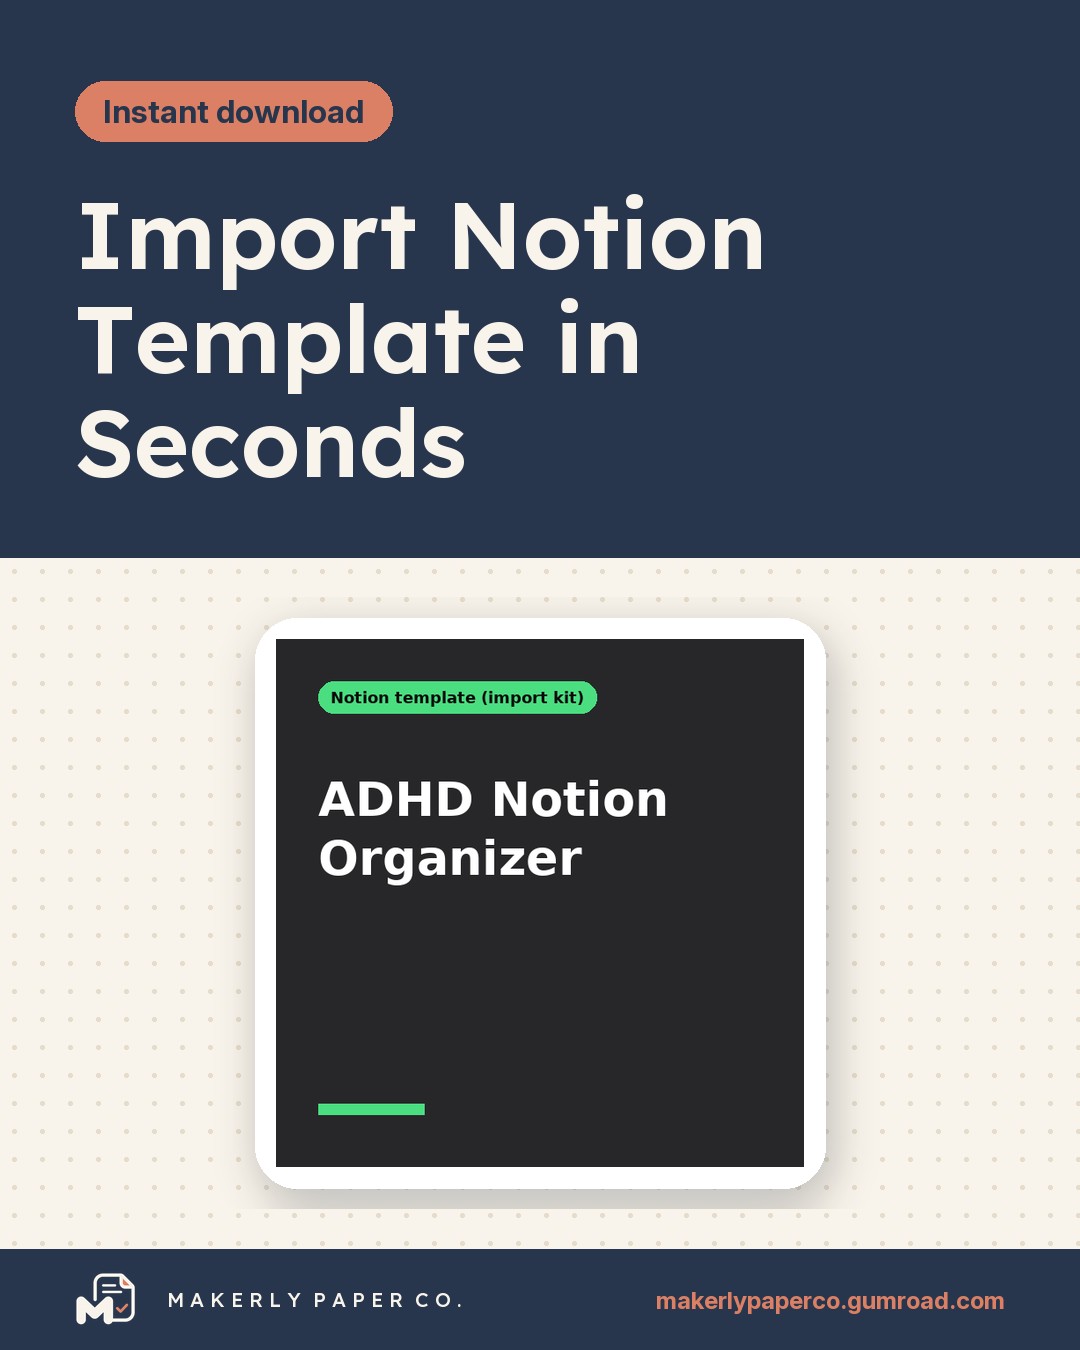 Instant download
Import Notion
Template in
Seconds
Notion template (import kit)
ADHD Notion
Organizer
MAKERLY PAPER CO.
makerlypaperco.gumroad.com